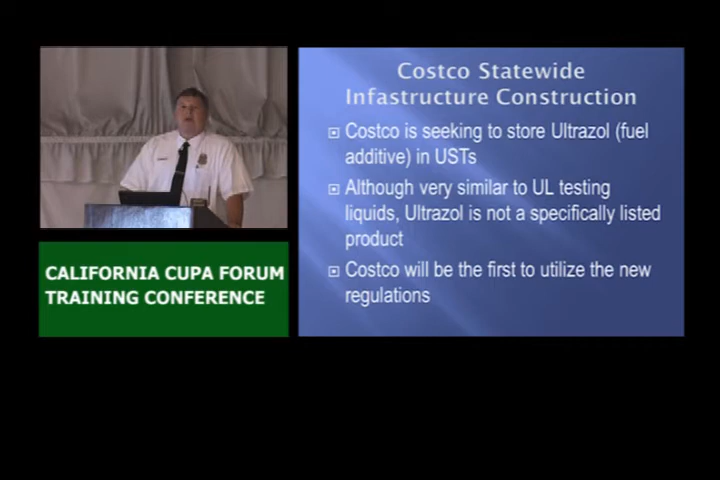 Costco Statewide
Infastructure Construction
Costco is seeking to store Ultrazol (fuel
additive) in USTs
Although very similar to UL testing
liquids, Ultrazol is not a specifically listed
product
Costco will be the first to utilize the new
regulations
CALIFORNIA CUPA FORUM
TRAINING CONFERENCE